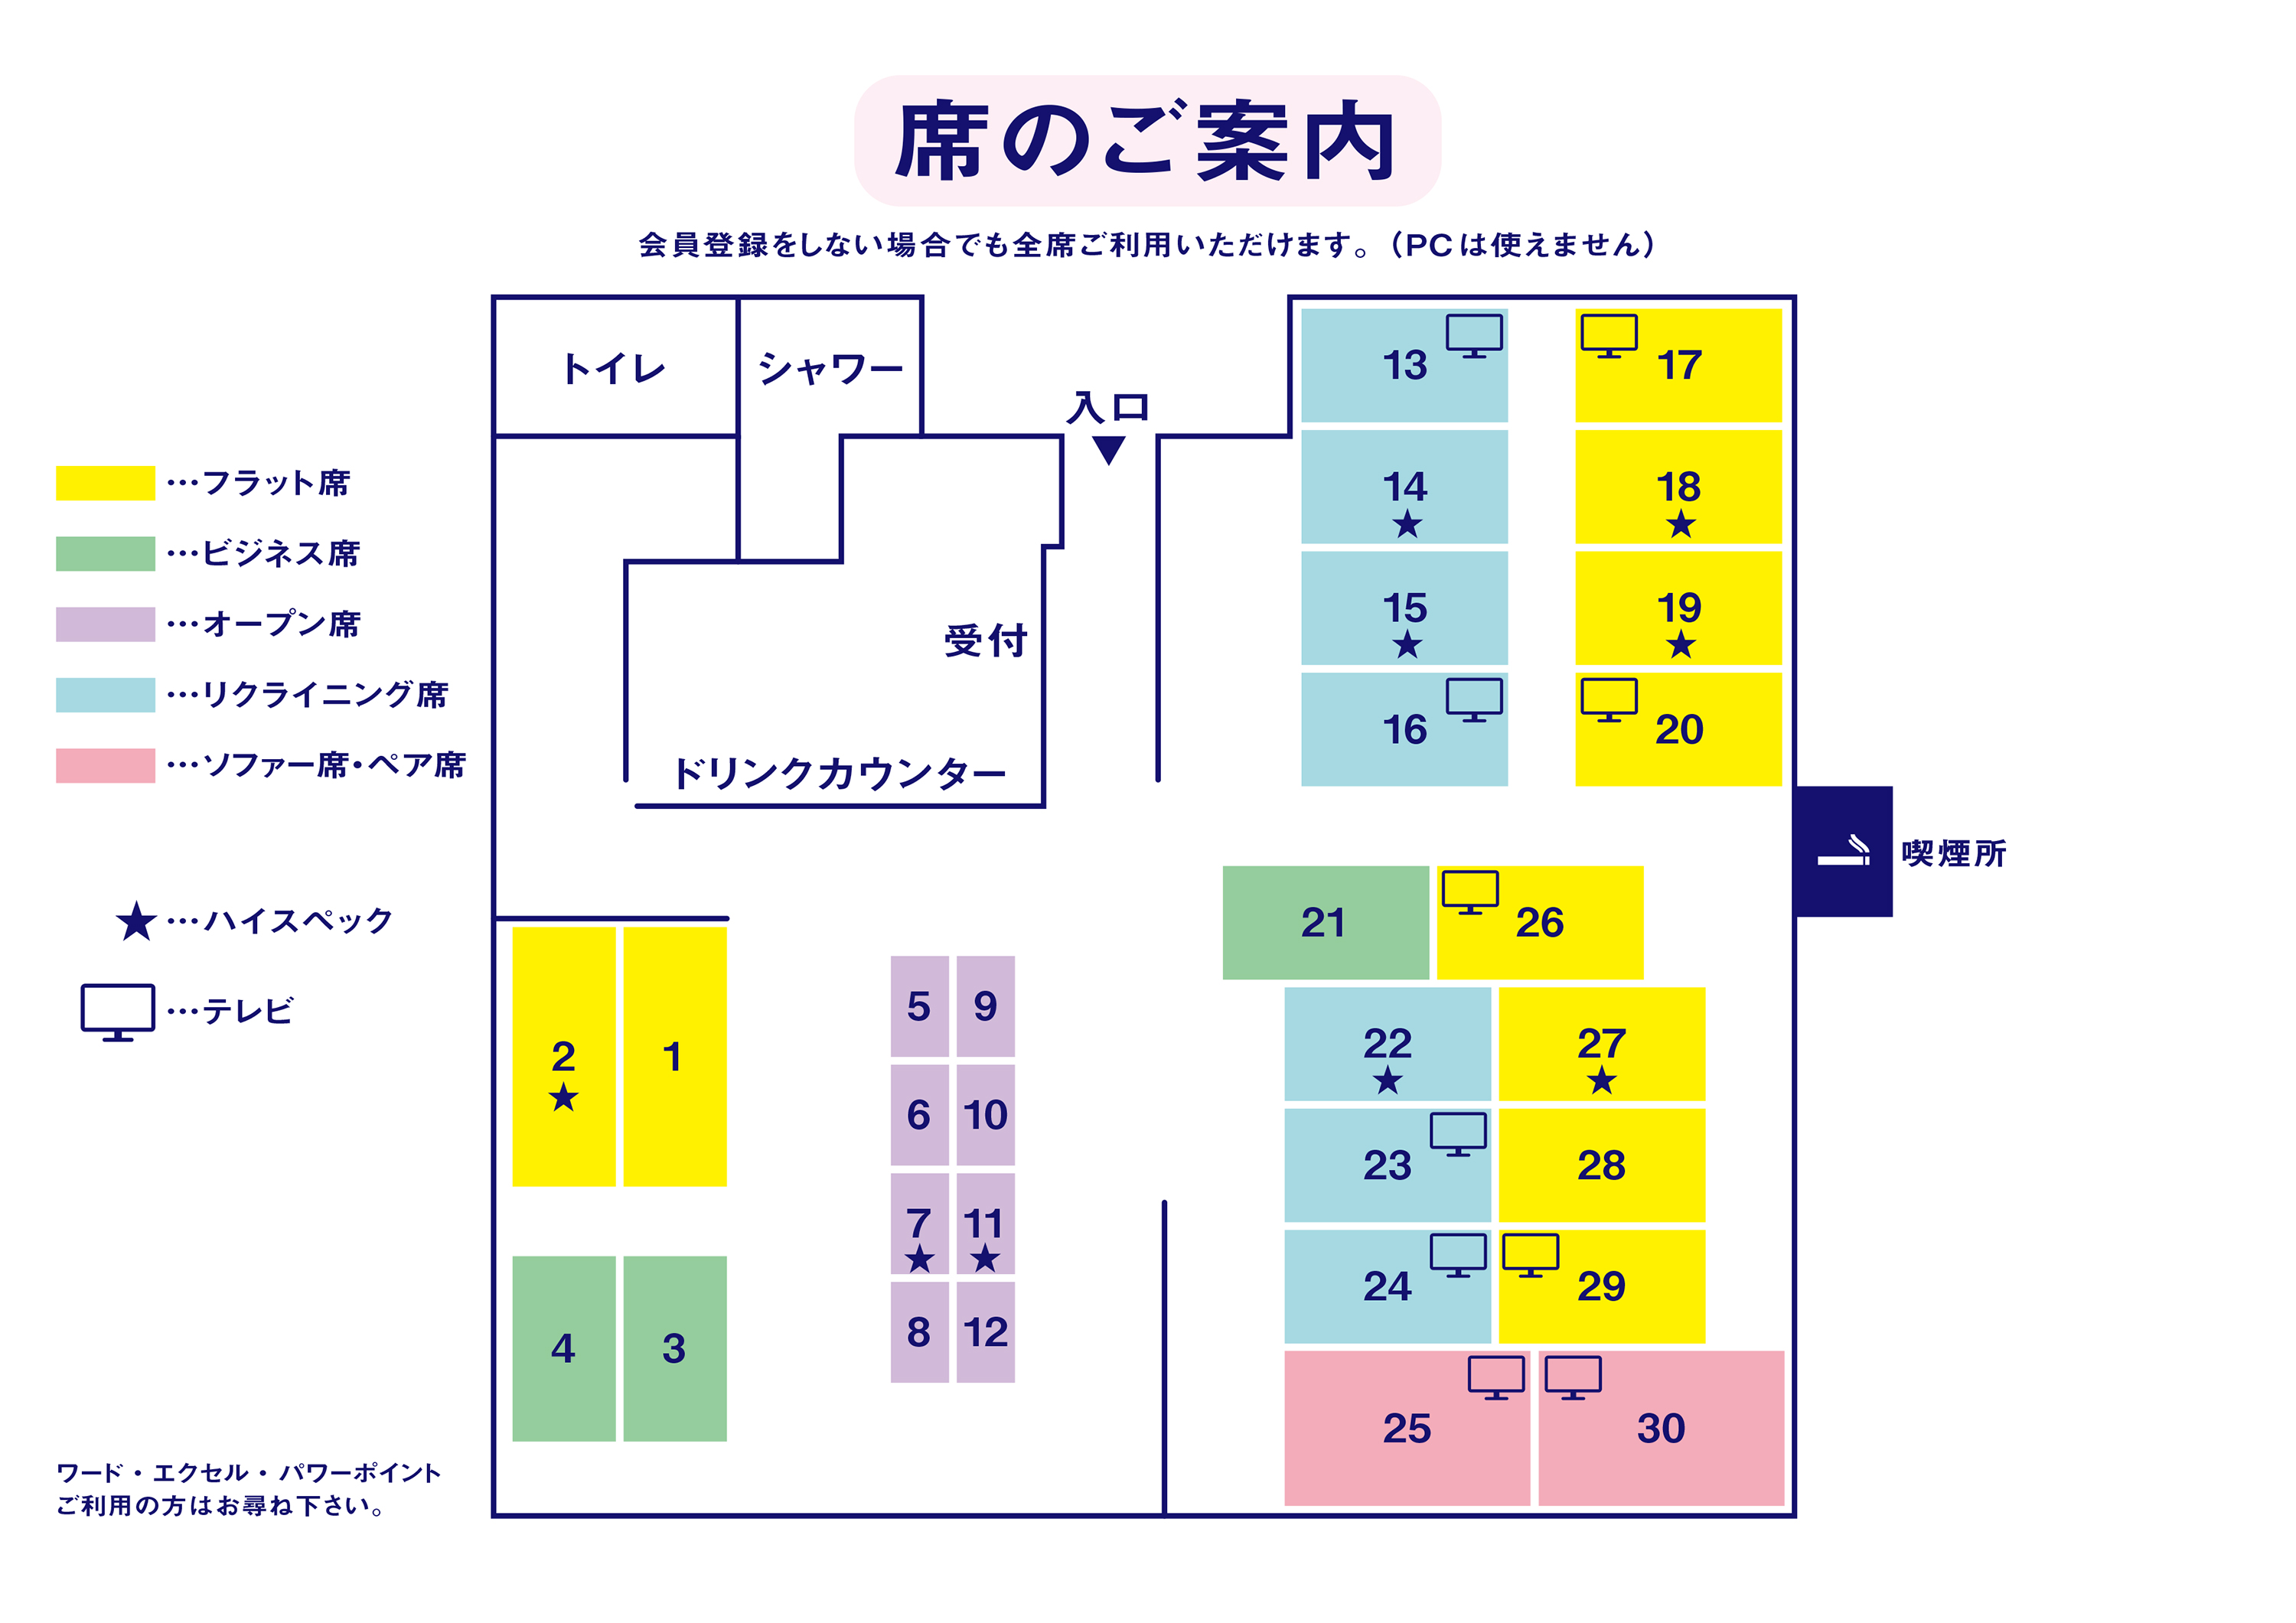 席のご案内
会員登録をしない場合でも全席ご利用いただけます。（PCは使えません）
トイレ
シャワー
入口
受付
ドリンクカウンター
…フラット席
…ビジネス席
…オープン席
…リクライニング席
…ソファー席・ペア席
★…ハイスペック
…テレビ
13
17
14
★
18
★
15
★
19
★
16
20
喫煙所
21
26
22
★
27
★
23
28
24
29
25
30
2
★
1
4
3
5
9
6
10
7
★
11
★
8
12
ワード・エクセル・パワーポイント
ご利用の方はお尋ね下さい。